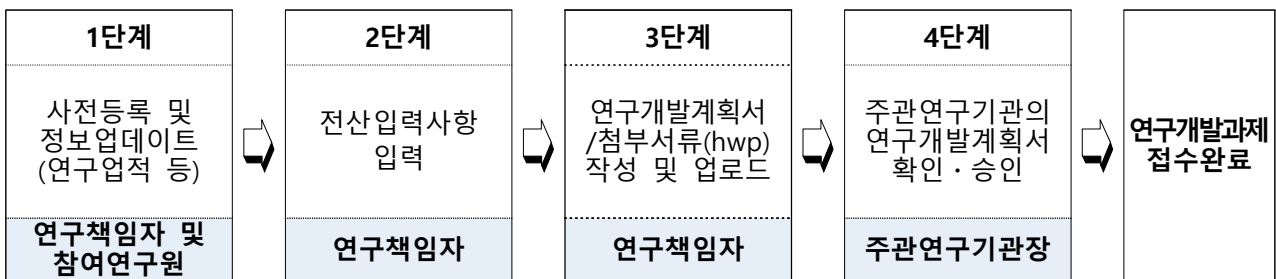 1단계
사전등록 및
정보업데이트
(연구업적 등)
연구책임자 및
참여연구원
2단계
전산입력사항
입력
연구책임자
3단계
연구개발계획서
/첨부서류(hwp)
작성 및 업로드
연구책임자
4단계
주관연구기관의
연구개발계획서
확인・승인
주관연구기관장
연구개발과제
접수완료